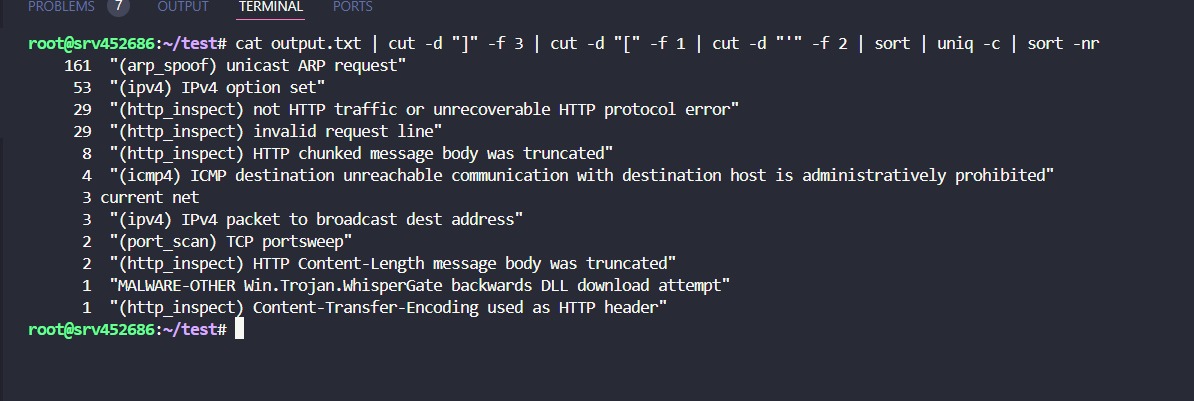 PROBLEMS 7 OUTPUT TERMINAL PORTS
root@srv452686:~/test# cat output.txt | cut -d "]" -f 3 | cut -d "[" -f 1 | cut -d "'" -f 2 | sort | uniq -c | sort -nr
161 "(arp_spoof) unicast ARP request"
53 "(ipv4) IPv4 option set"
29 "(http_inspect) not HTTP traffic or unrecoverable HTTP protocol error"
29 "(http_inspect) invalid request line"
8 "(http_inspect) HTTP chunked message body was truncated"
4 "(icmp4) ICMP destination unreachable communication with destination host is administratively prohibited"
3 current net
3 "(ipv4) IPv4 packet to broadcast dest address"
2 "(port_scan) TCP portsweep"
2 "(http_inspect) HTTP Content-Length message body was truncated"
1 "MALWARE-OTHER Win.Trojan.WhisperGate backwards DLL download attempt"
1 "(http_inspect) Content-Transfer-Encoding used as HTTP header"
root@srv452686:~/test#